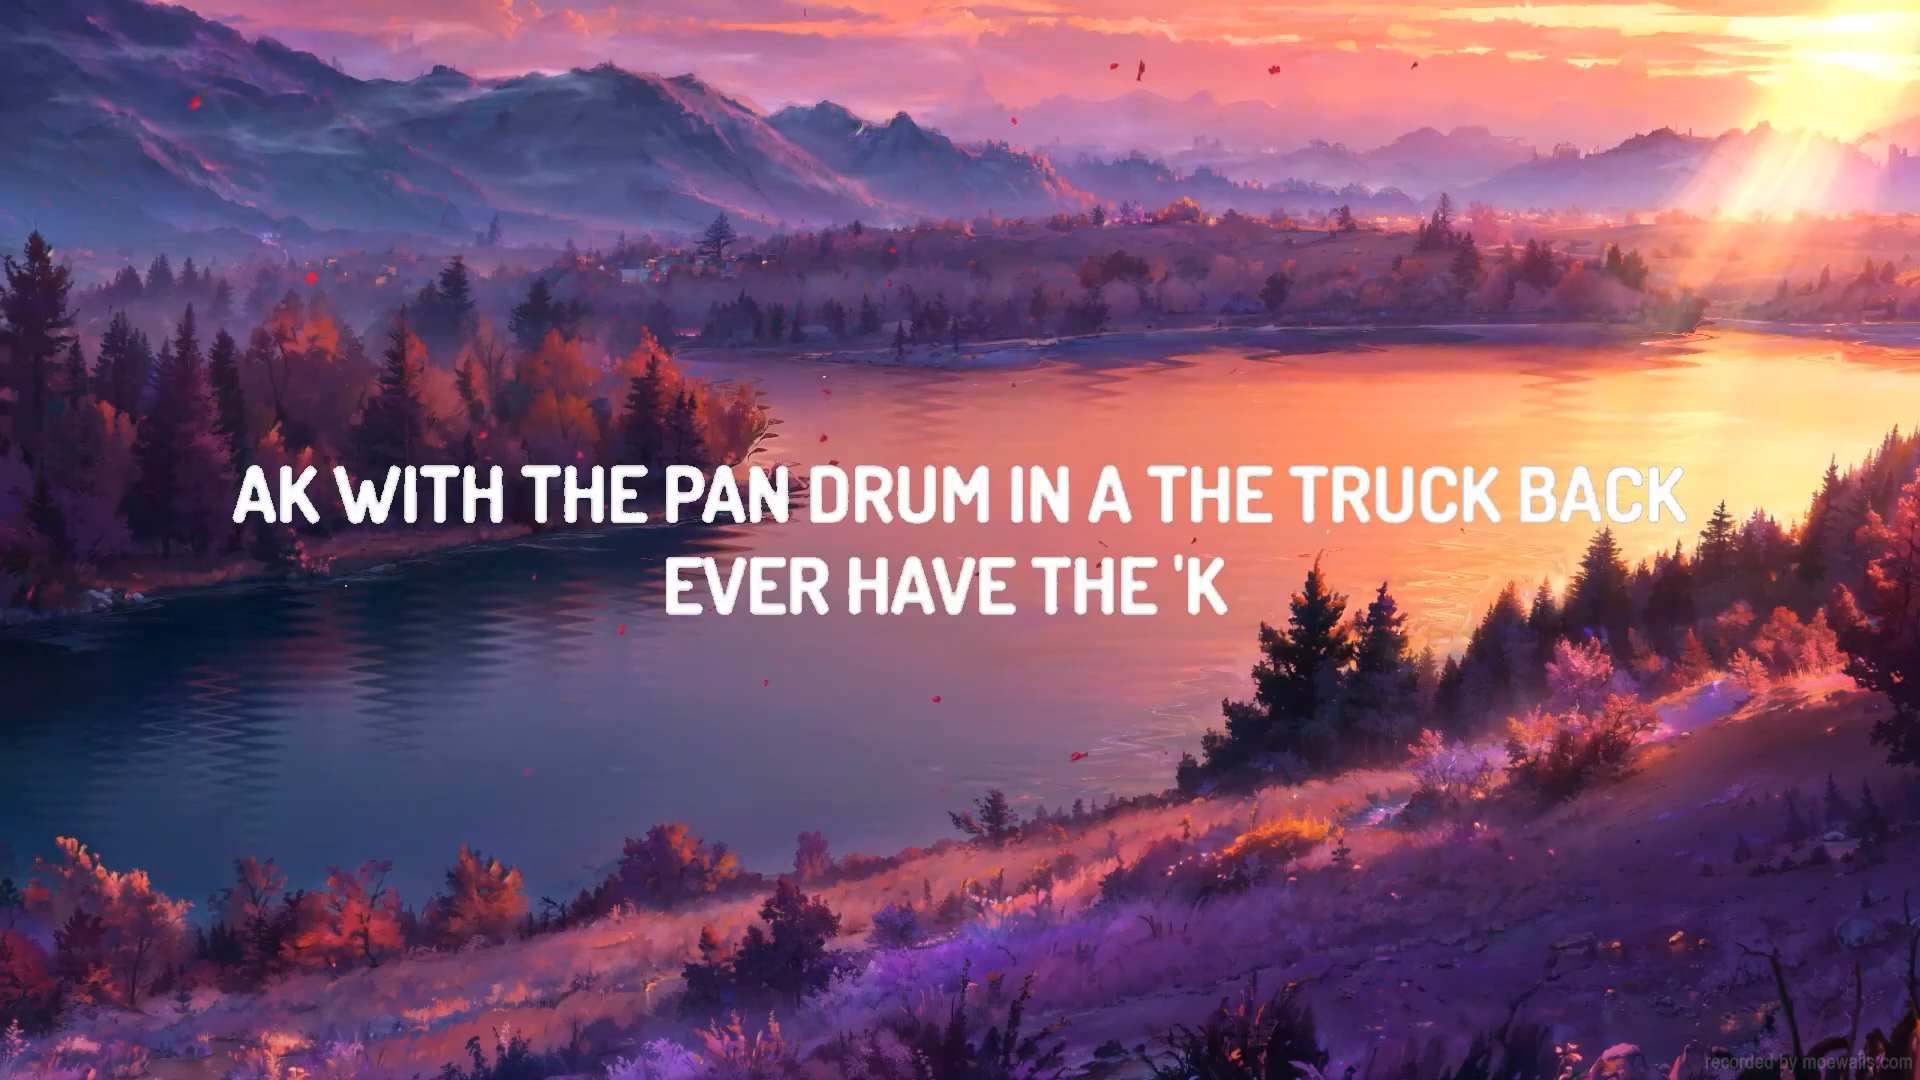 AK WITH THE PAN DRUM IN A THE TRUCK BACK
EVER HAVE THE 'K
recorded by moewalls.com